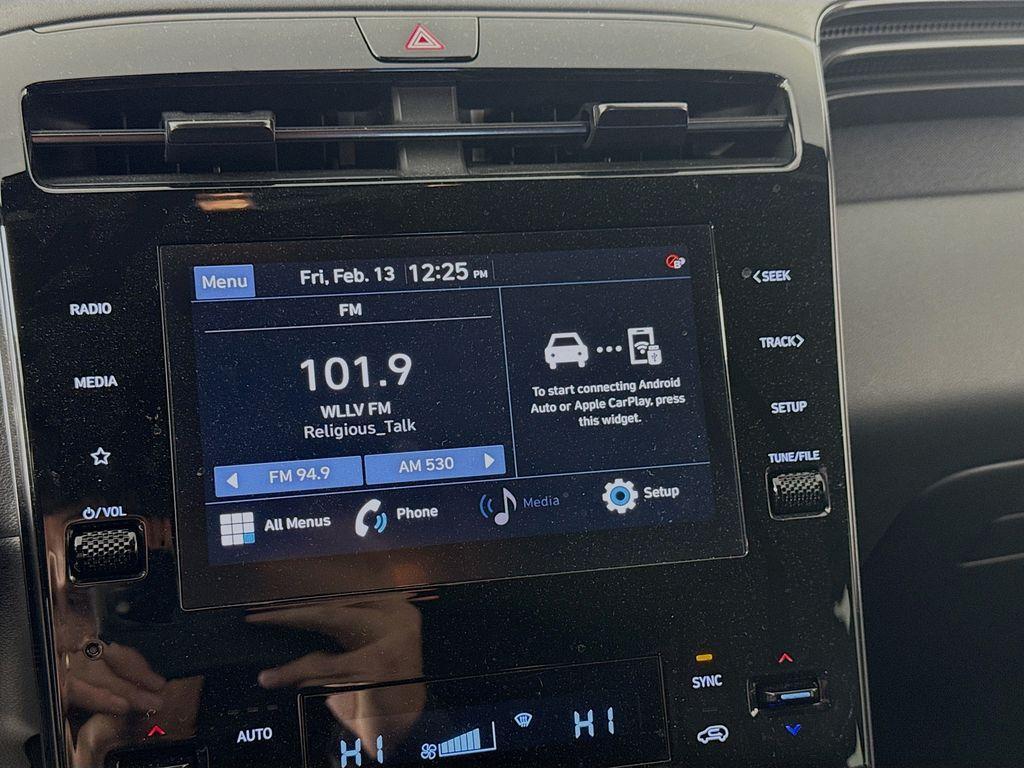 Menu
Fri, Feb. 13 12:25 PM
SEEK
RADIO
FM
TRACK
101.9
MEDIA
WLLV FM
Religious_Talk
To start connecting Android
Auto or Apple CarPlay, press
this widget.
SETUP
TUNE/FILE
FM 94.9
AM 530
/VOL
All Menus
Phone
Media
Setup
SYNC
AUTO
HI
HI